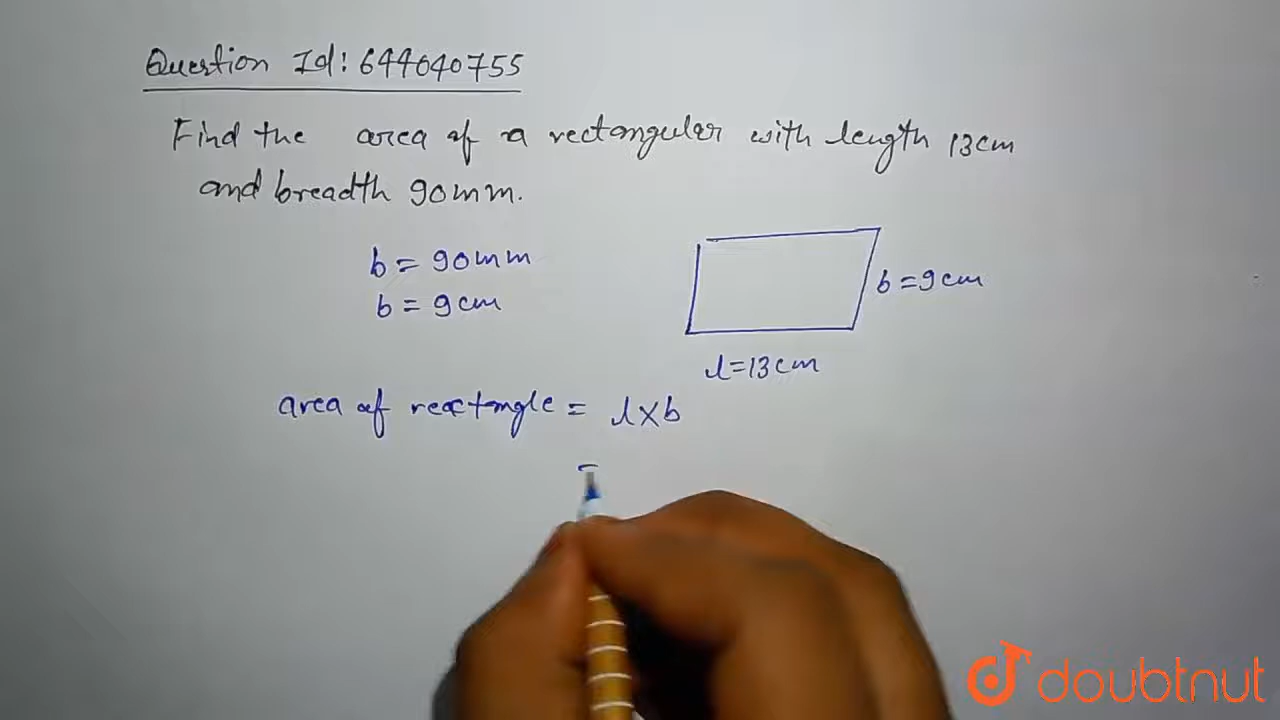 Question Id: 644640755
Find the area of a rectangular with length 13cm
and breadth 90mm.
b = 90mm
b = 9cm
b = 9cm
l = 13cm
area of rectangle = l x b
doubtnut